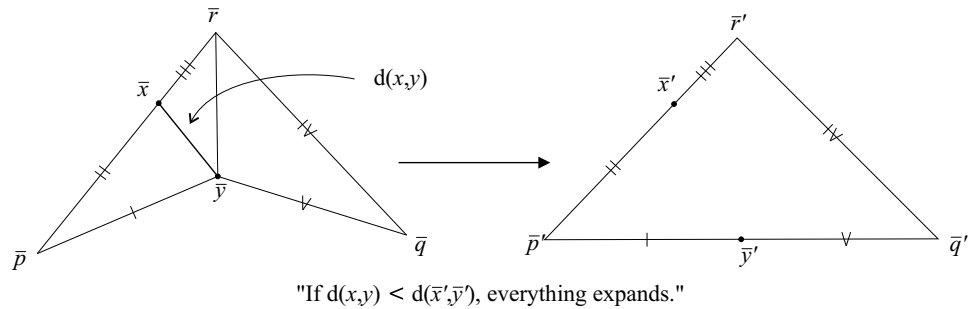 r̅
r̅′
x̅
d(x,y)
x̅′
y̅
p̅
q̅
p̅′
y̅′
q̅′
"If d(x,y) < d(x̅′,y̅′), everything expands."